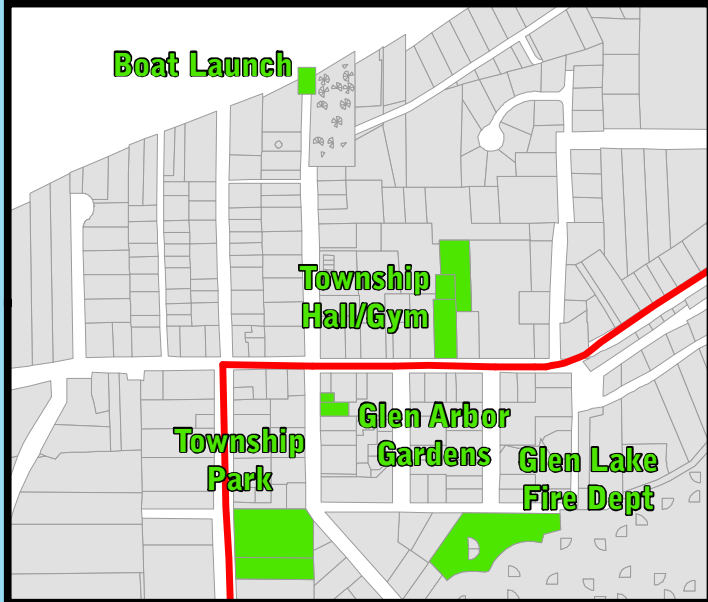 Boat Launch
Township
Hall/Gym
Glen Arbor
Gardens
Township
Park
Glen Lake
Fire Dept